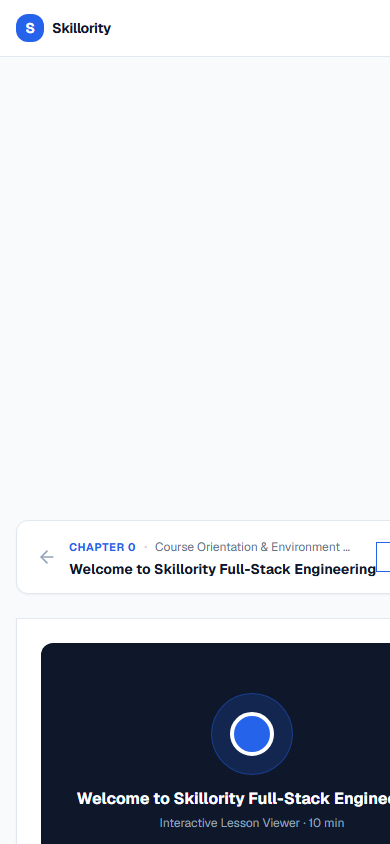 S Skillority
CHAPTER 0 · Course Orientation & Environment ...
Welcome to Skillority Full-Stack Engineering
Welcome to Skillority Full-Stack Engine
Interactive Lesson Viewer · 10 min